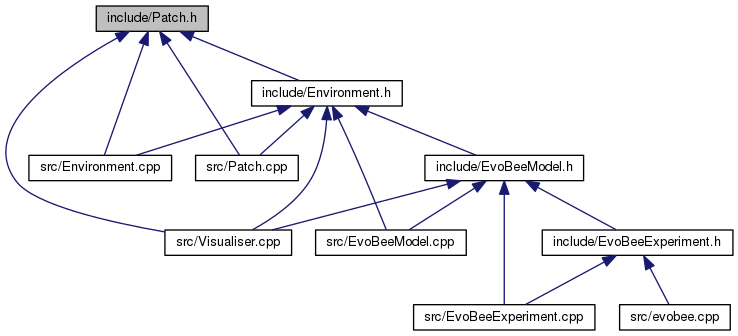 include/Patch.h
include/Environment.h
src/Environment.cpp
src/Patch.cpp
include/EvoBeeModel.h
src/Visualiser.cpp
src/EvoBeeModel.cpp
include/EvoBeeExperiment.h
src/EvoBeeExperiment.cpp
src/evobee.cpp